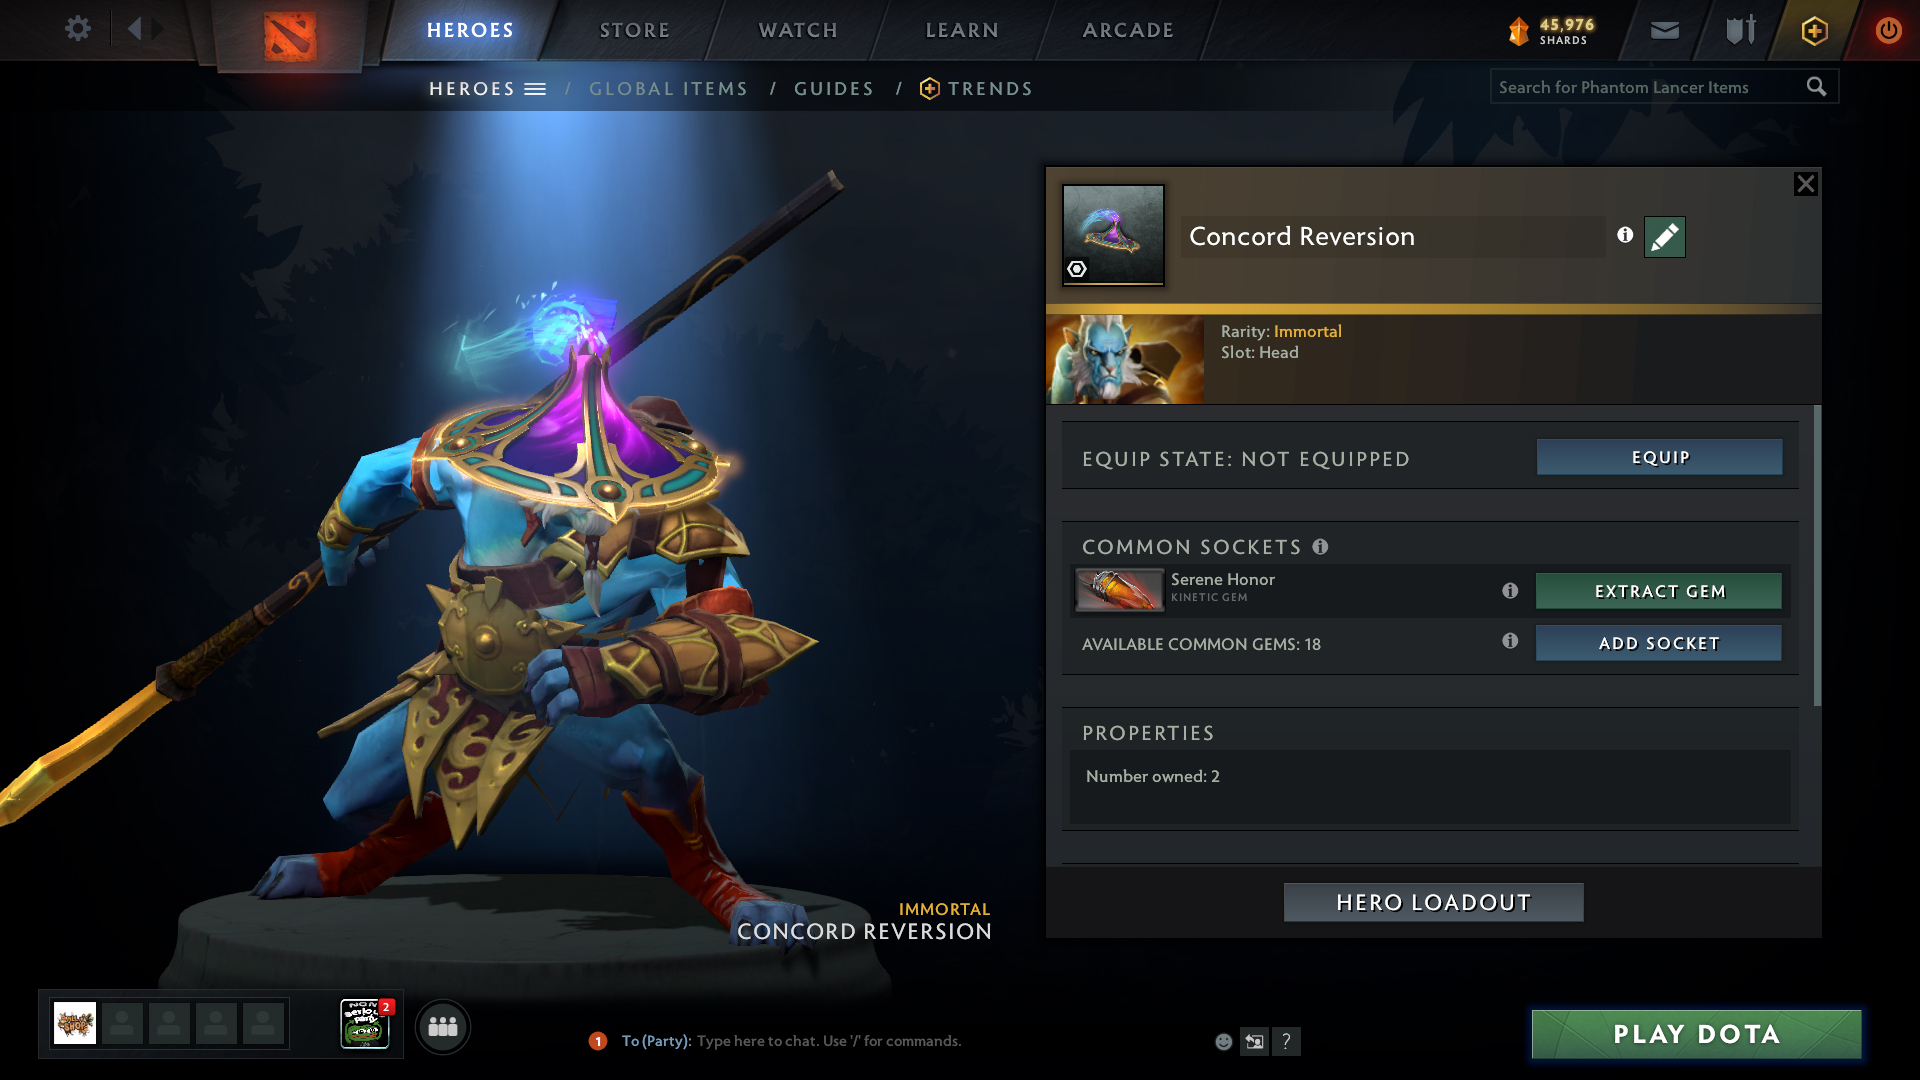 HEROES
STORE
WATCH
LEARN
ARCADE
45,976
SHARDS
HEROES / GLOBAL ITEMS / GUIDES / TRENDS
Search for Phantom Lancer Items
Concord Reversion
Rarity: Immortal
Slot: Head
EQUIP STATE: NOT EQUIPPED
EQUIP
COMMON SOCKETS
Serene Honor
KINETIC GEM
EXTRACT GEM
AVAILABLE COMMON GEMS: 18
ADD SOCKET
PROPERTIES
Number owned: 2
HERO LOADOUT
IMMORTAL
CONCORD REVERSION
2
1
To (Party): Type here to chat. Use '/' for commands.
?
PLAY DOTA